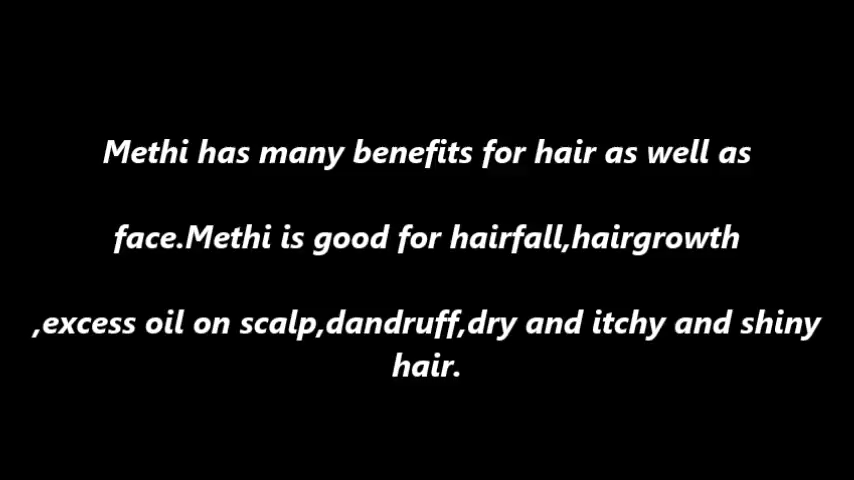 Methi has many benefits for hair as well as
face.Methi is good for hairfall,hairgrowth
,excess oil on scalp,dandruff,dry and itchy and shiny
hair.